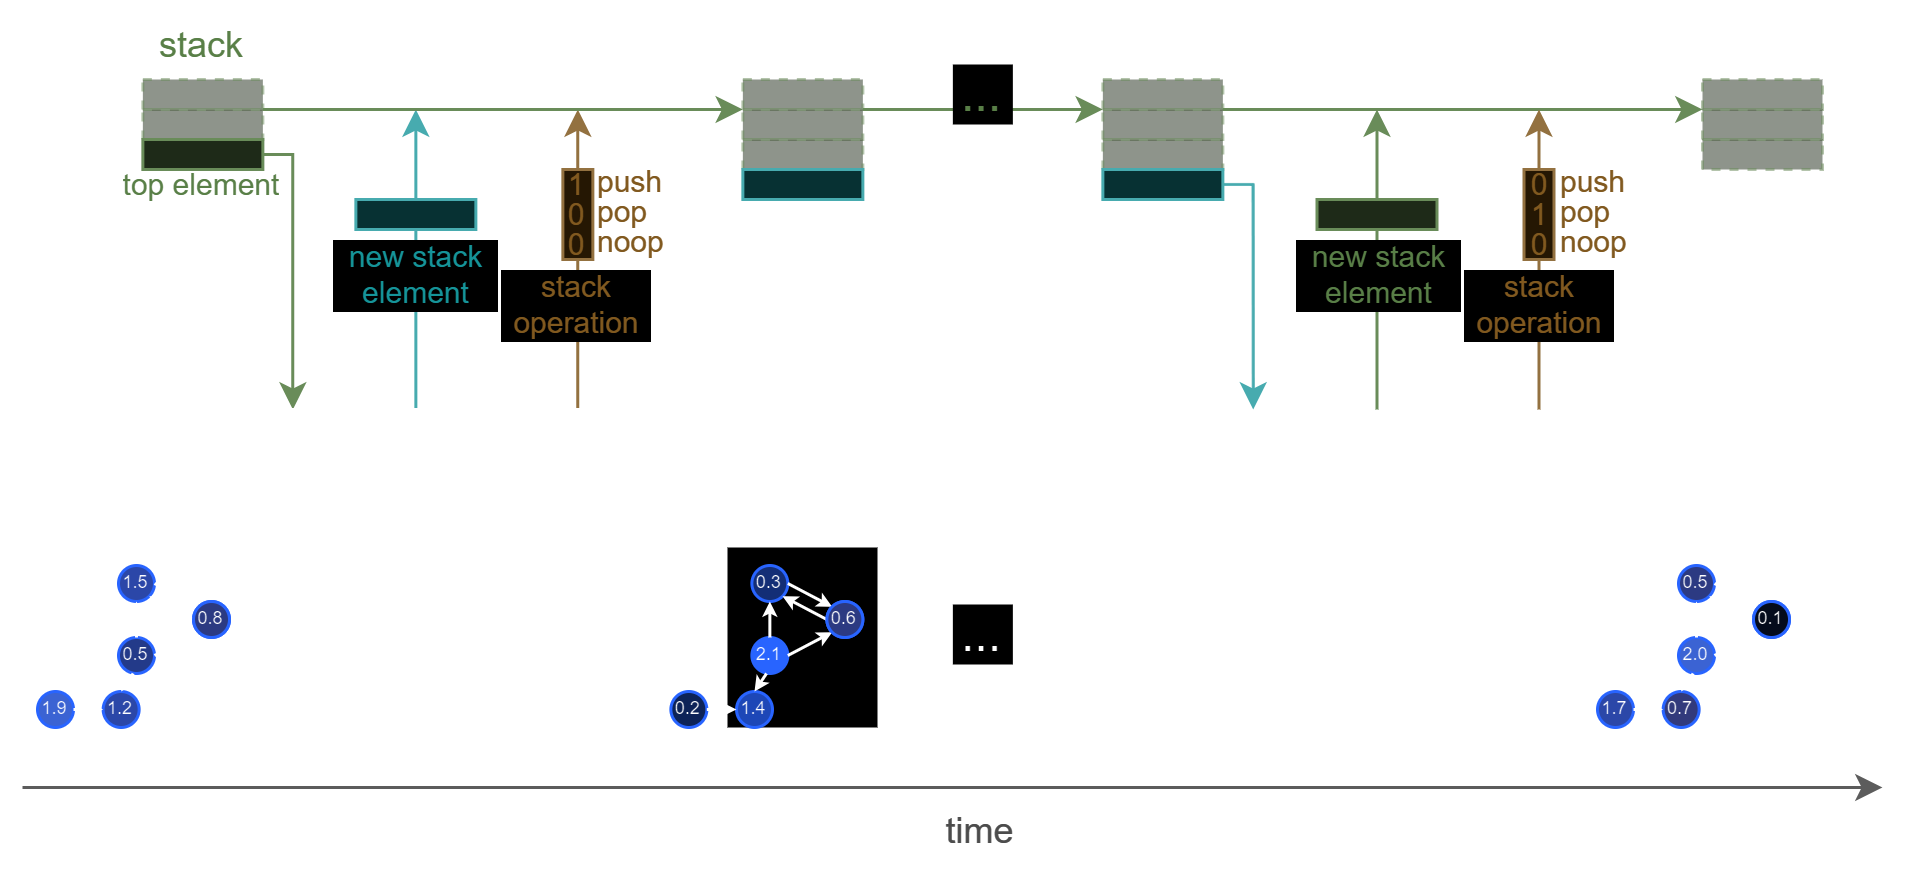 stack
...
top element
1 push
0 pop
0 noop
new stack
element
stack
operation
0 push
1 pop
0 noop
new stack
element
stack
operation
1.5
0.8
0.5
1.9
1.2
0.3
0.6
2.1
0.2
1.4
...
0.5
0.1
2.0
1.7
0.7
time